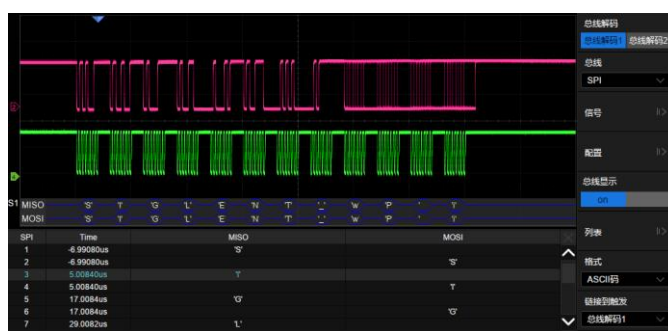 总线解码
总线解码1 总线解码2
总线
SPI
信号
配置
总线显示
on
列表
格式
ASCII码
链接到触发
总线解码1
S1 MISO 'S' 'I' 'G' 'L' 'E' 'N' 'T' '_' 'w' 'P' ' ' 'i'
MOSI 'S' 'I' 'G' 'L' 'E' 'N' 'T' '_' 'w' 'P' ' ' 'i'
SPI Time MISO MOSI
1 -6.99080us 'S'
2 -6.99080us 'S'
3 5.00840us 'I'
4 5.00840us 'I'
5 17.0084us 'G'
6 17.0084us 'G'
7 29.0082us 'L'